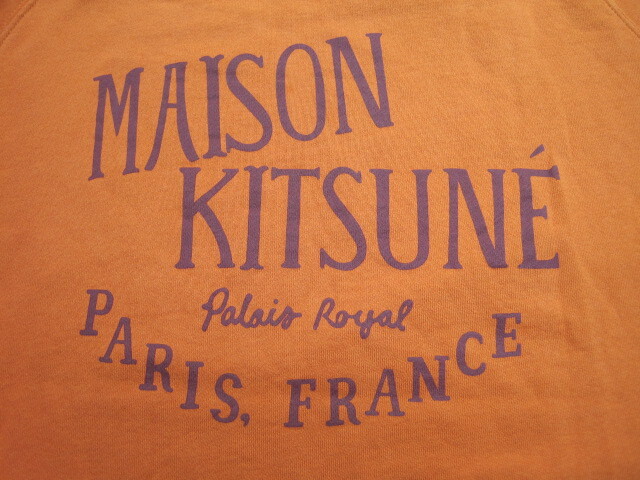 MAISON
KITSUNÉ
Palais Royal
PARIS, FRANCE